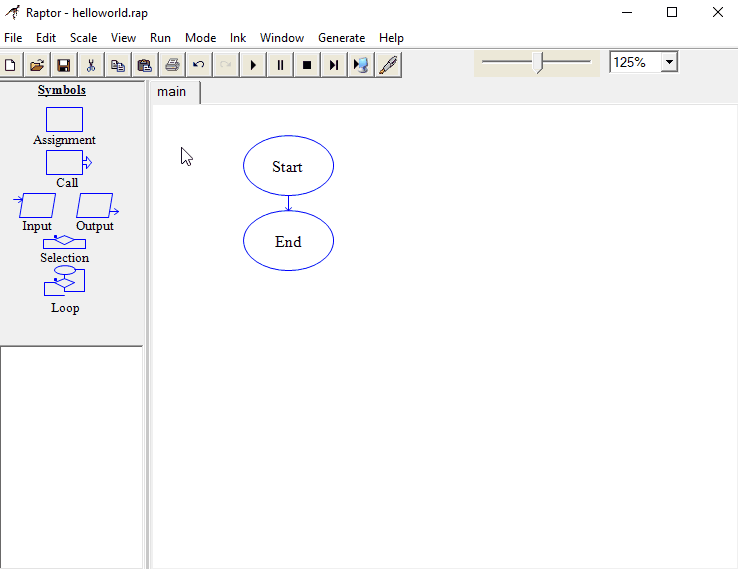 Raptor - helloworld.rap
File Edit Scale View Run Mode Ink Window Generate Help
125%
Symbols
main
Assignment
Call
Input Output
Selection
Loop
Start
End